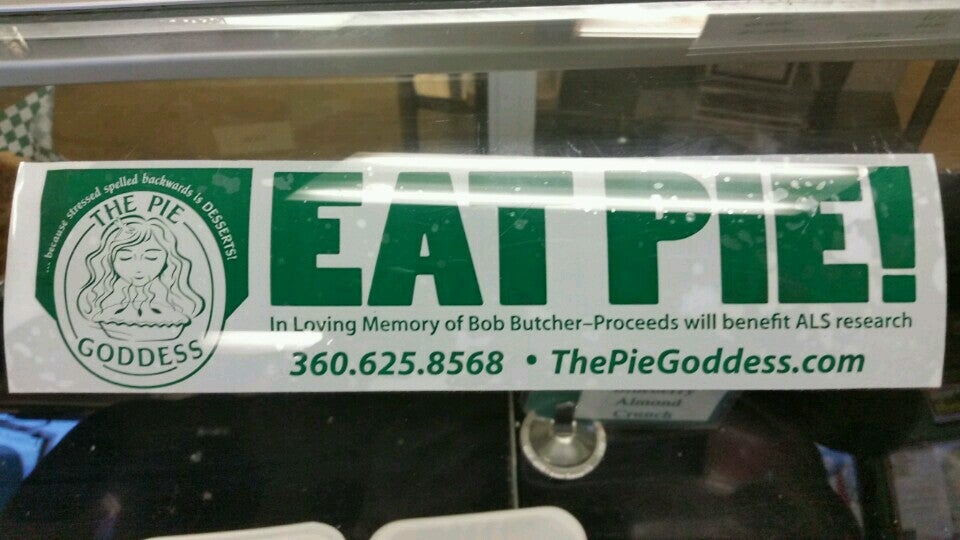 ... because stressed spelled backwards is DESSERTS!
THE PIE
GODDESS
EAT PIE!
In Loving Memory of Bob Butcher–Proceeds will benefit ALS research
360.625.8568 • ThePieGoddess.com
Almond
Crunch